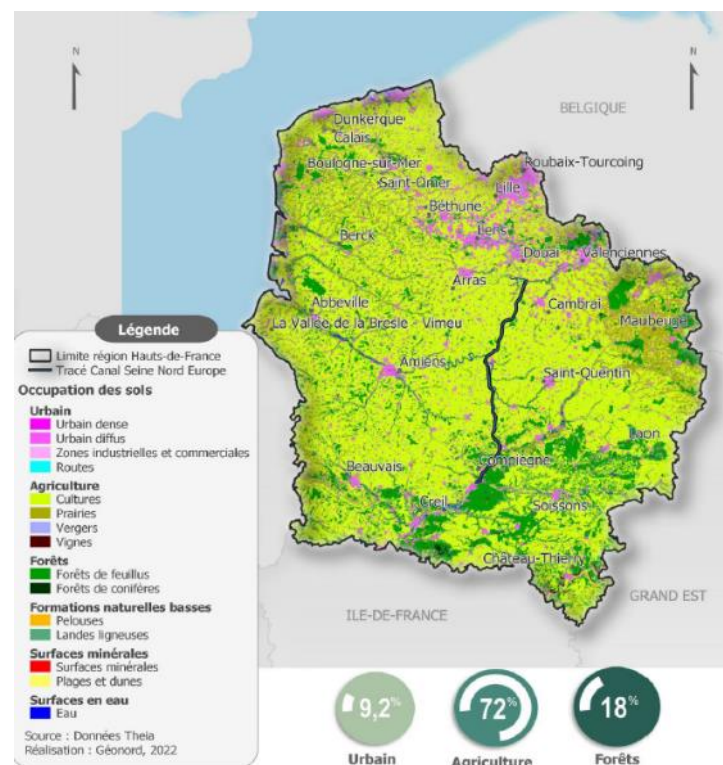 N
N
BELGIQUE
Dunkerque
Calais
Boulogne-sur-Mer
Roubaix-Tourcoing
Saint-Omer
Lille
Béthune
Lens
Douai
Valenciennes
Berck
Arras
Cambrai
Maubeuge
Abbeville
La Vallée de la Bresle - Vimeu
Amiens
Saint-Quentin
Laon
Compiègne
Beauvais
Creil
Soissons
Château-Thierry
ILE-DE-FRANCE
GRAND EST
Légende
Limite région Hauts-de-France
Tracé Canal Seine Nord Europe
Occupation des sols
Urbain
Urbain dense
Urbain diffus
Zones industrielles et commerciales
Routes
Agriculture
Cultures
Prairies
Vergers
Vignes
Forêts
Forêts de feuillus
Forêts de conifères
Formations naturelles basses
Pelouses
Landes ligneuses
Surfaces minérales
Surfaces minérales
Plages et dunes
Surfaces en eau
Eau
Source : Données Theia
Réalisation : Géonord, 2022
9,2%
72%
18%
Urbain
Agriculture
Forêts